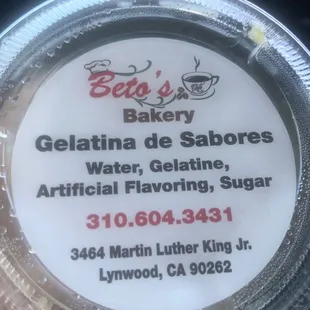 Beto's
Bakery
Gelatina de Sabores
Water, Gelatine,
Artificial Flavoring, Sugar
310.604.3431
3464 Martin Luther King Jr.
Lynwood, CA 90262